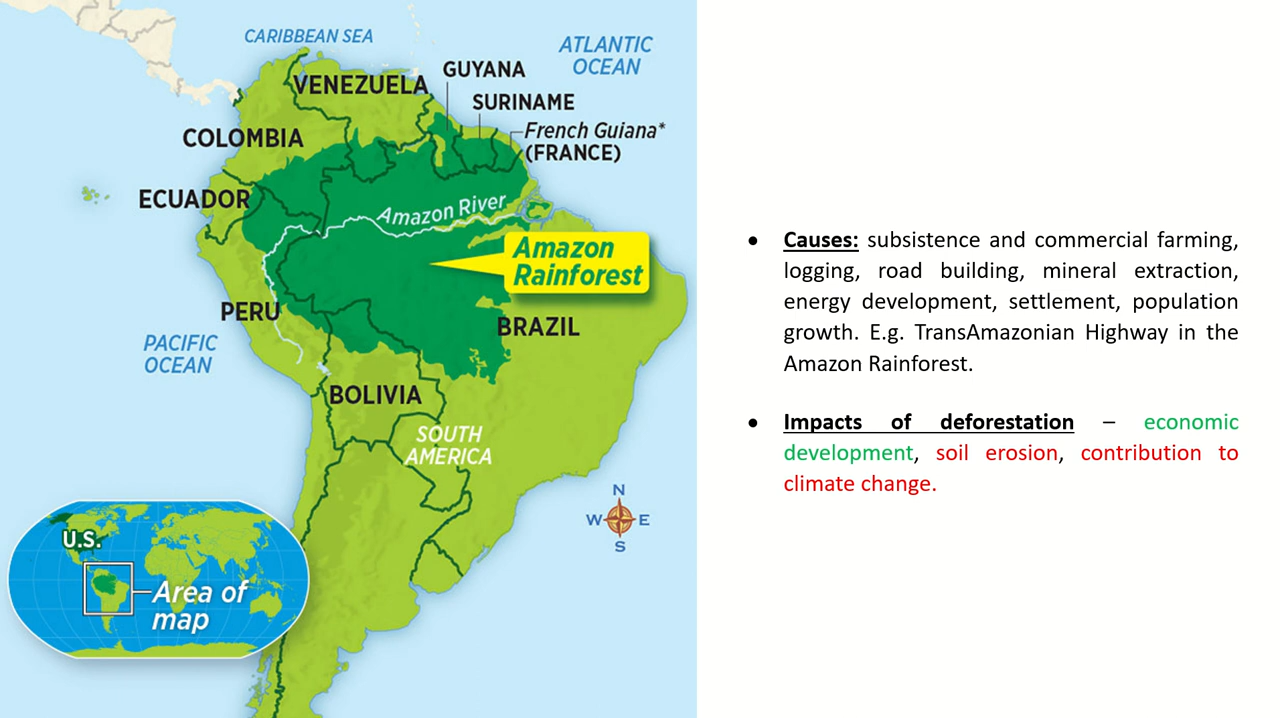 CARIBBEAN SEA
ATLANTIC
OCEAN
GUYANA
VENEZUELA
SURINAME
COLOMBIA
French Guiana*
(FRANCE)
ECUADOR
Amazon River
Amazon
Rainforest
PERU
BRAZIL
PACIFIC
OCEAN
BOLIVIA
SOUTH
AMERICA
N
W
E
S
U.S.
Area of
map
● Causes: subsistence and commercial farming,
logging, road building, mineral extraction,
energy development, settlement, population
growth. E.g. TransAmazonian Highway in the
Amazon Rainforest.
● Impacts of deforestation – economic
development, soil erosion, contribution to
climate change.